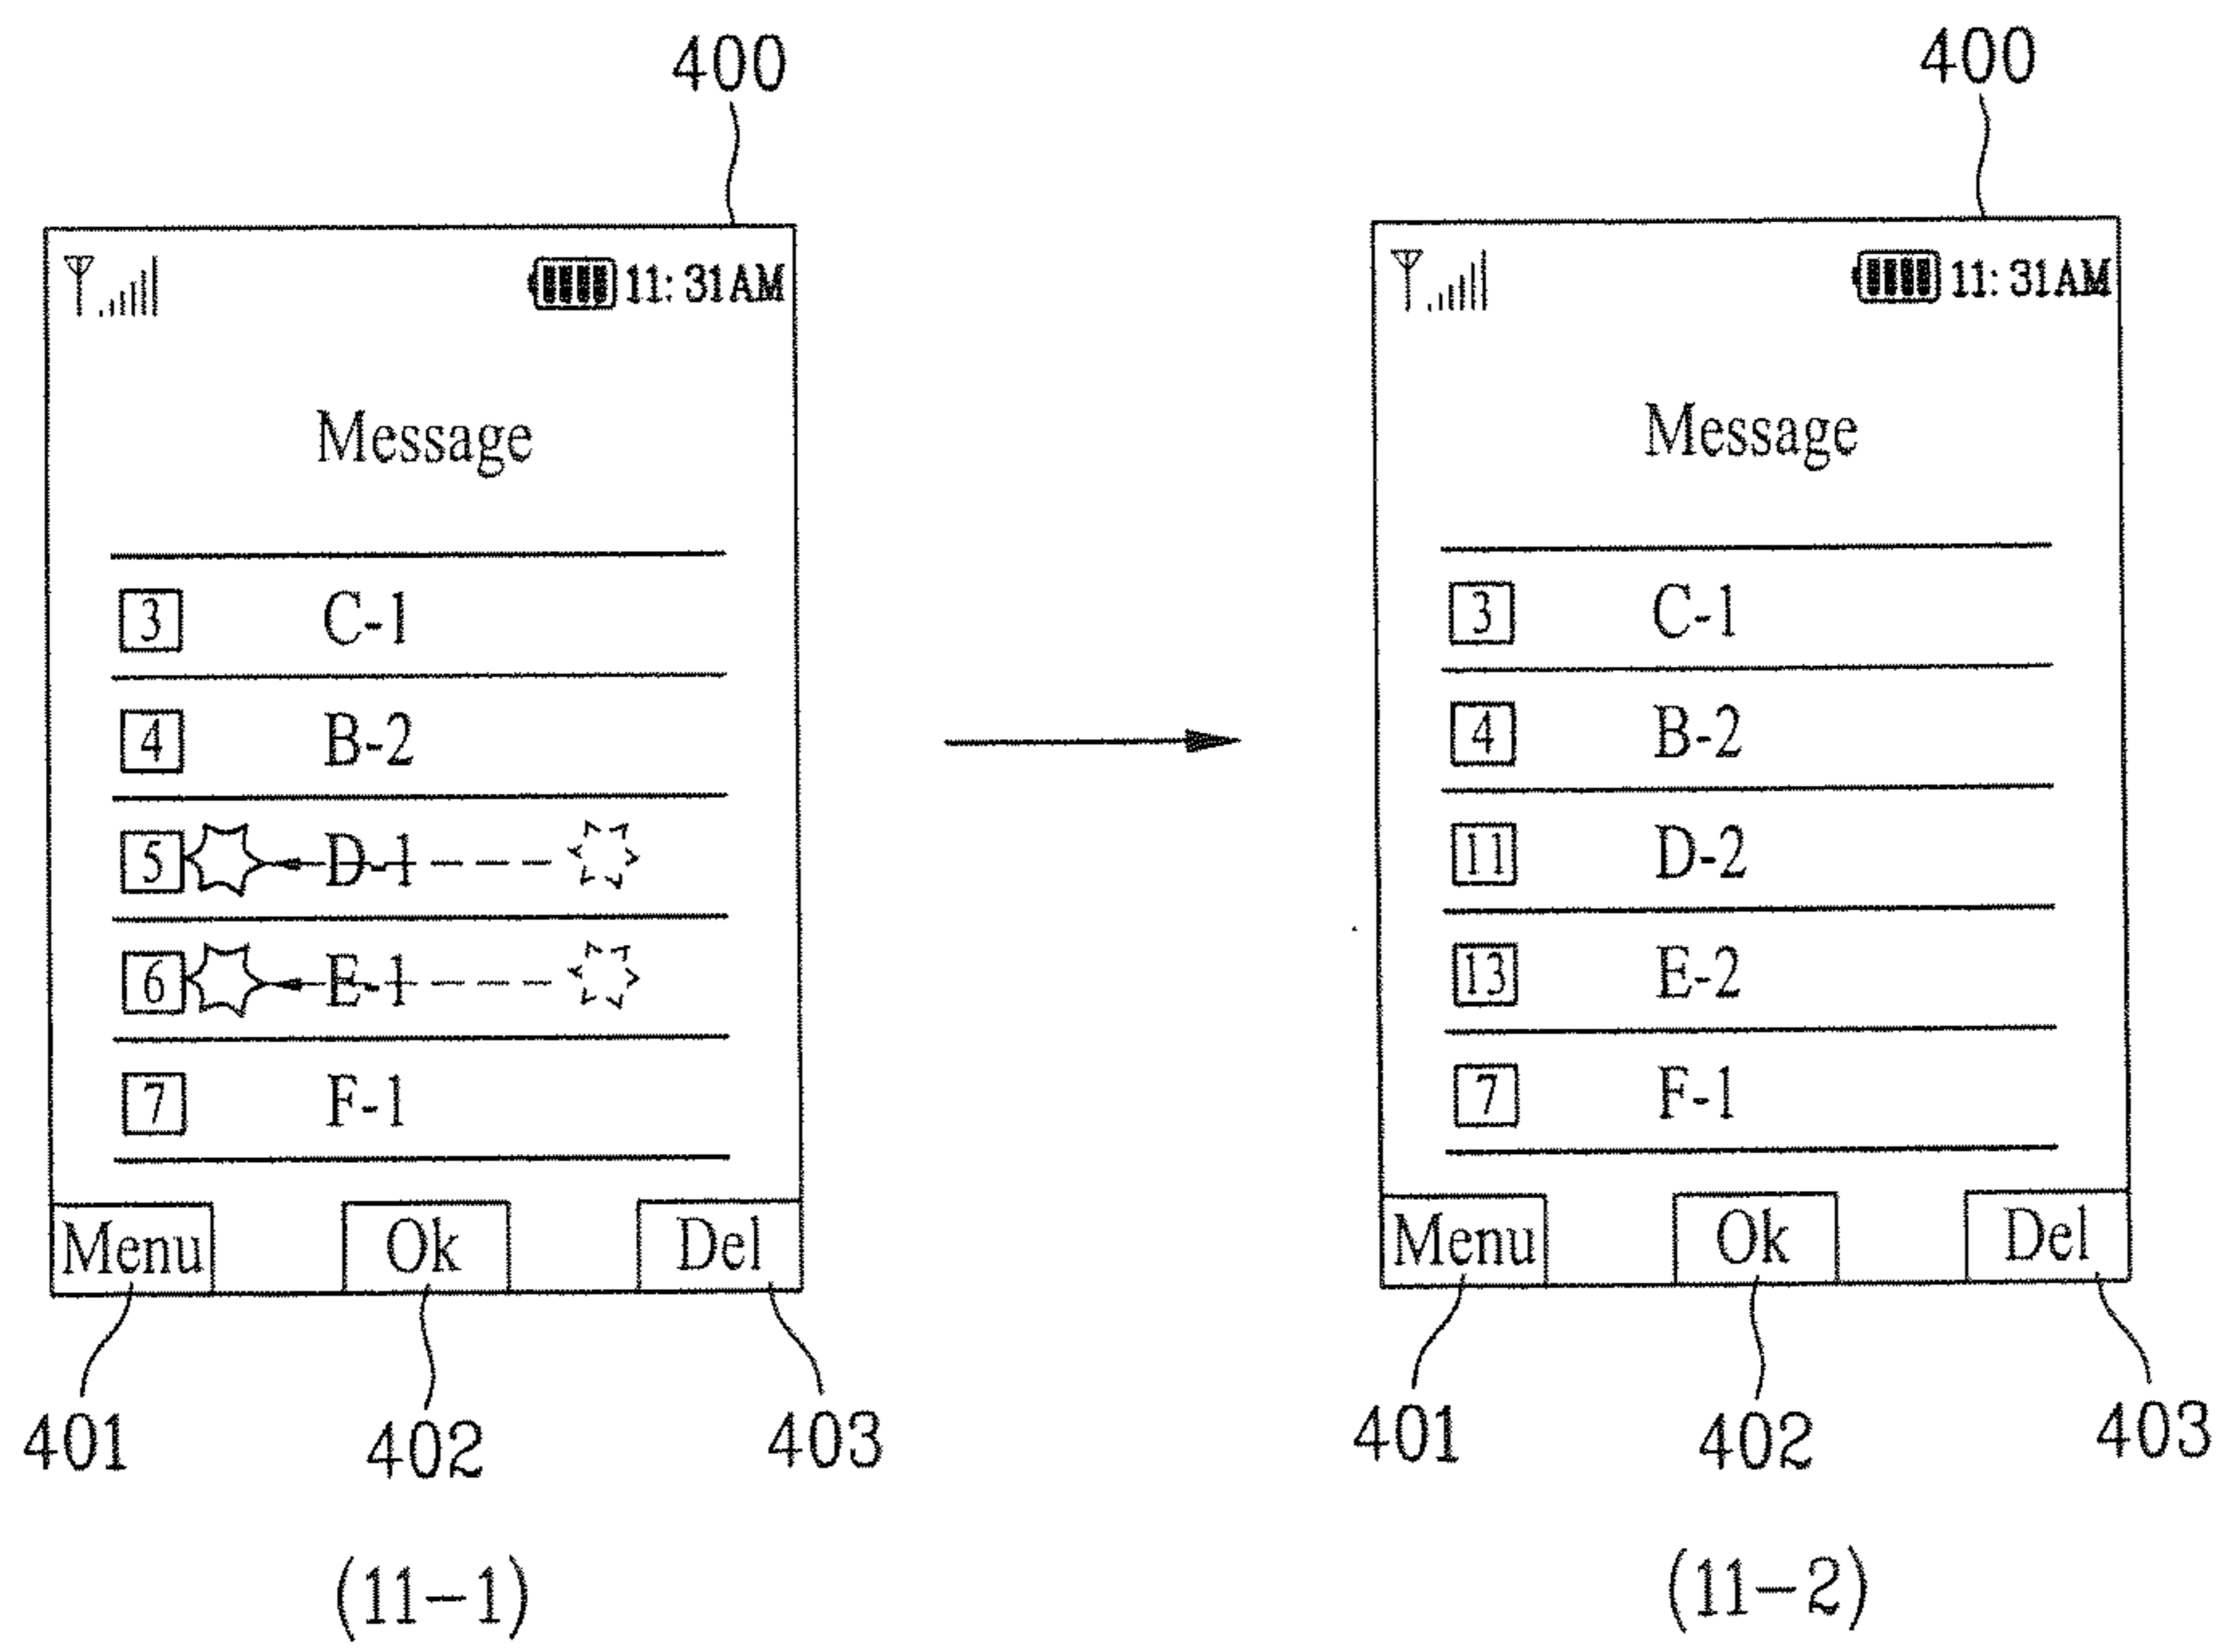 400
11: 31AM
Message
3 C-1
4 B-2
5 D-1
6 E-1
7 F-1
Menu Ok Del
401 402 403
(11-1)
400
11: 31AM
Message
3 C-1
4 B-2
11 D-2
13 E-2
7 F-1
Menu Ok Del
401 402 403
(11-2)